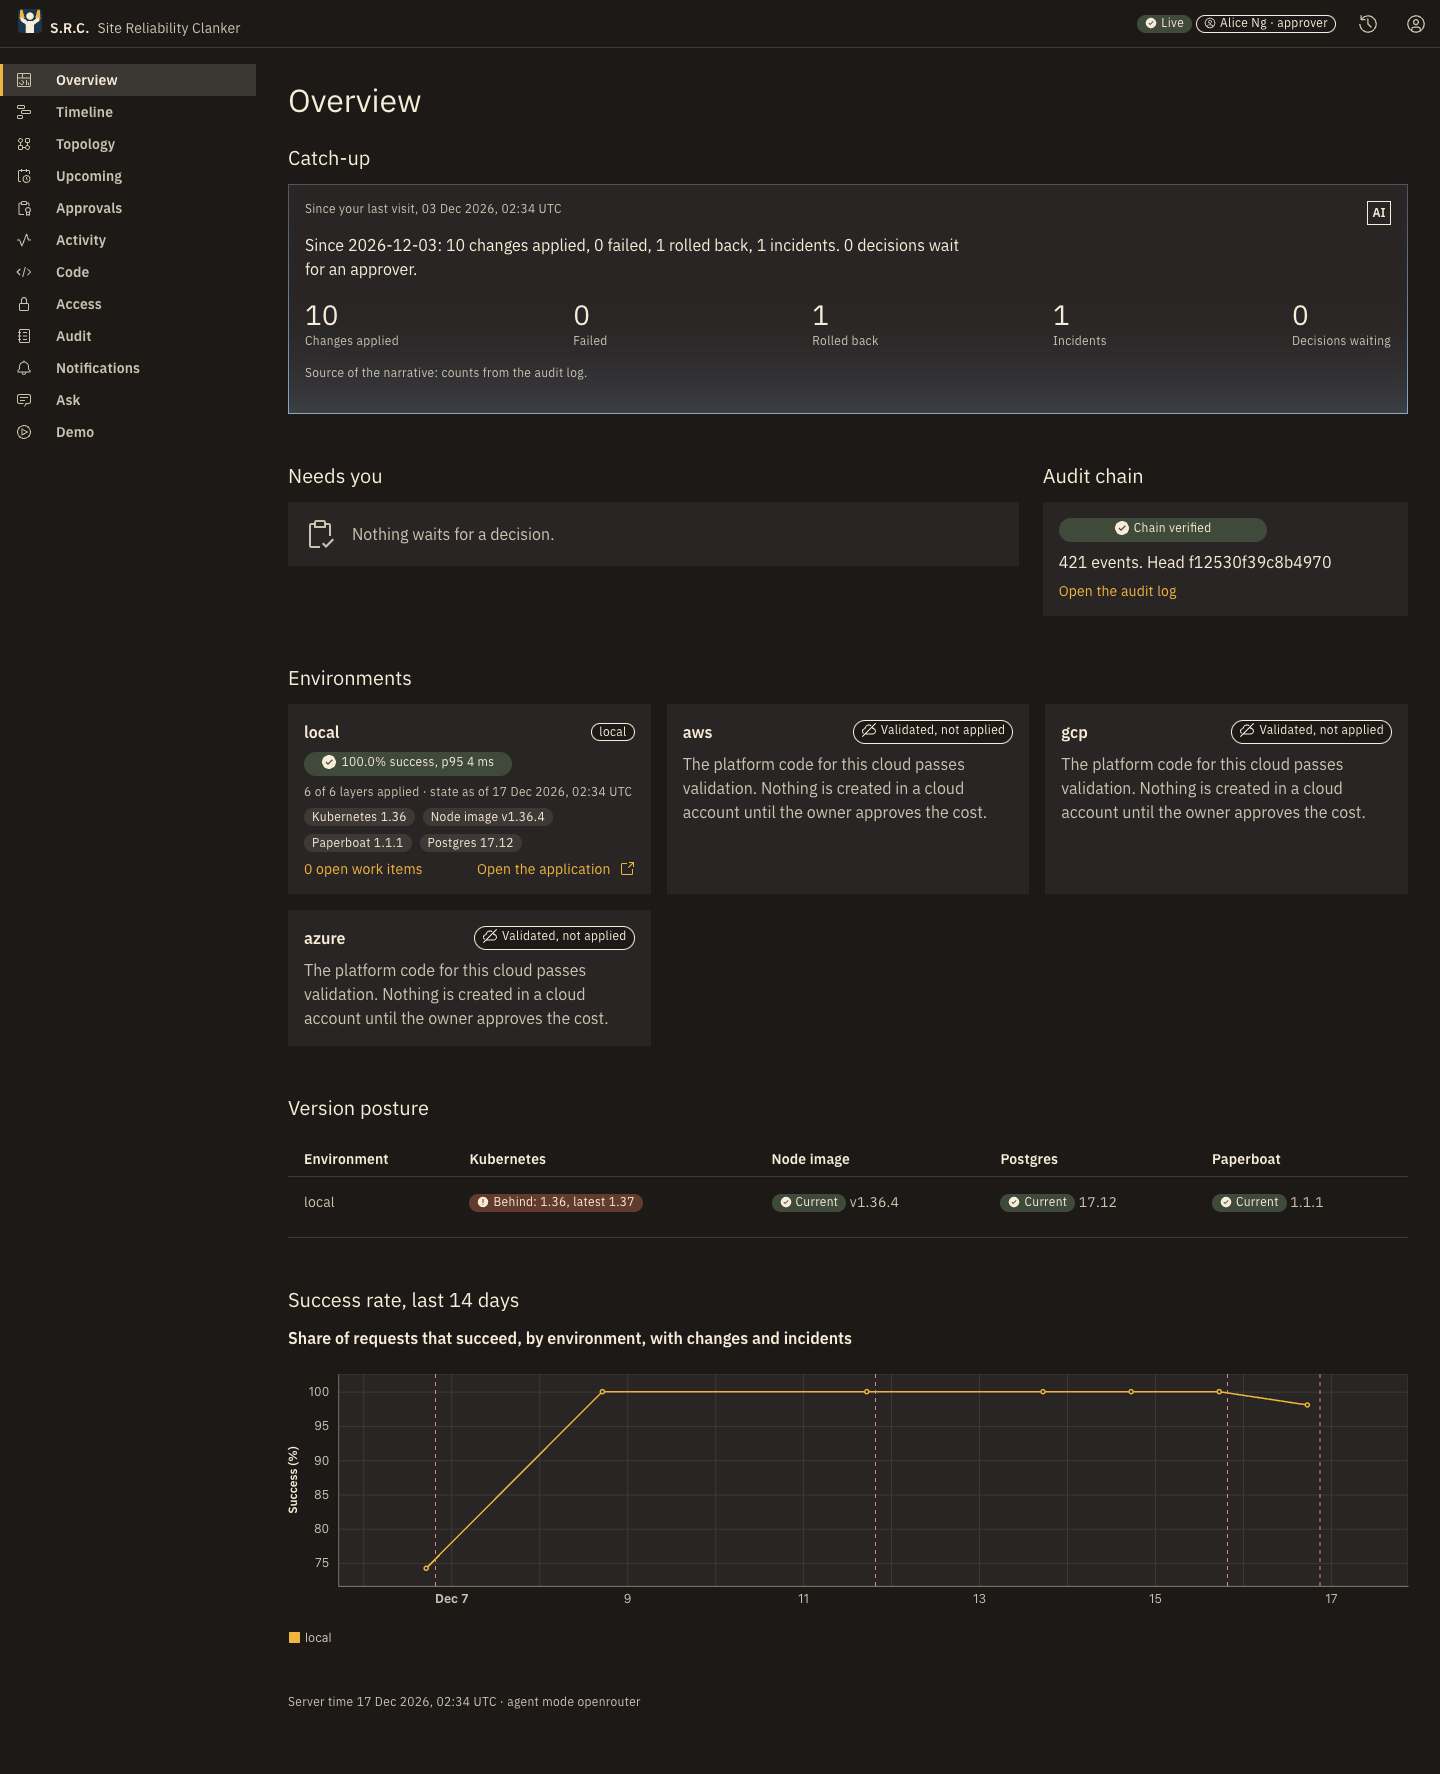 S.R.C. Site Reliability Clanker
Live
Alice Ng · approver
Overview
Timeline
Topology
Upcoming
Approvals
Activity
Code
Access
Audit
Notifications
Ask
Demo
Overview
Catch-up
Since your last visit, 03 Dec 2026, 02:34 UTC
AI
Since 2026-12-03: 10 changes applied, 0 failed, 1 rolled back, 1 incidents. 0 decisions wait
for an approver.
10
Changes applied
0
Failed
1
Rolled back
1
Incidents
0
Decisions waiting
Source of the narrative: counts from the audit log.
Needs you
Nothing waits for a decision.
Audit chain
Chain verified
421 events. Head f12530f39c8b4970
Open the audit log
Environments
local
local
100.0% success, p95 4 ms
6 of 6 layers applied · state as of 17 Dec 2026, 02:34 UTC
Kubernetes 1.36
Node image v1.36.4
Paperboat 1.1.1
Postgres 17.12
0 open work items
Open the application
aws
Validated, not applied
The platform code for this cloud passes
validation. Nothing is created in a cloud
account until the owner approves the cost.
gcp
Validated, not applied
The platform code for this cloud passes
validation. Nothing is created in a cloud
account until the owner approves the cost.
azure
Validated, not applied
The platform code for this cloud passes
validation. Nothing is created in a cloud
account until the owner approves the cost.
Version posture
Environment Kubernetes Node image Postgres Paperboat
local Behind: 1.36, latest 1.37 Current v1.36.4 Current 17.12 Current 1.1.1
Success rate, last 14 days
Share of requests that succeed, by environment, with changes and incidents
Success (%)
100
95
90
85
80
75
Dec 7 9 11 13 15 17
local
Server time 17 Dec 2026, 02:34 UTC · agent mode openrouter